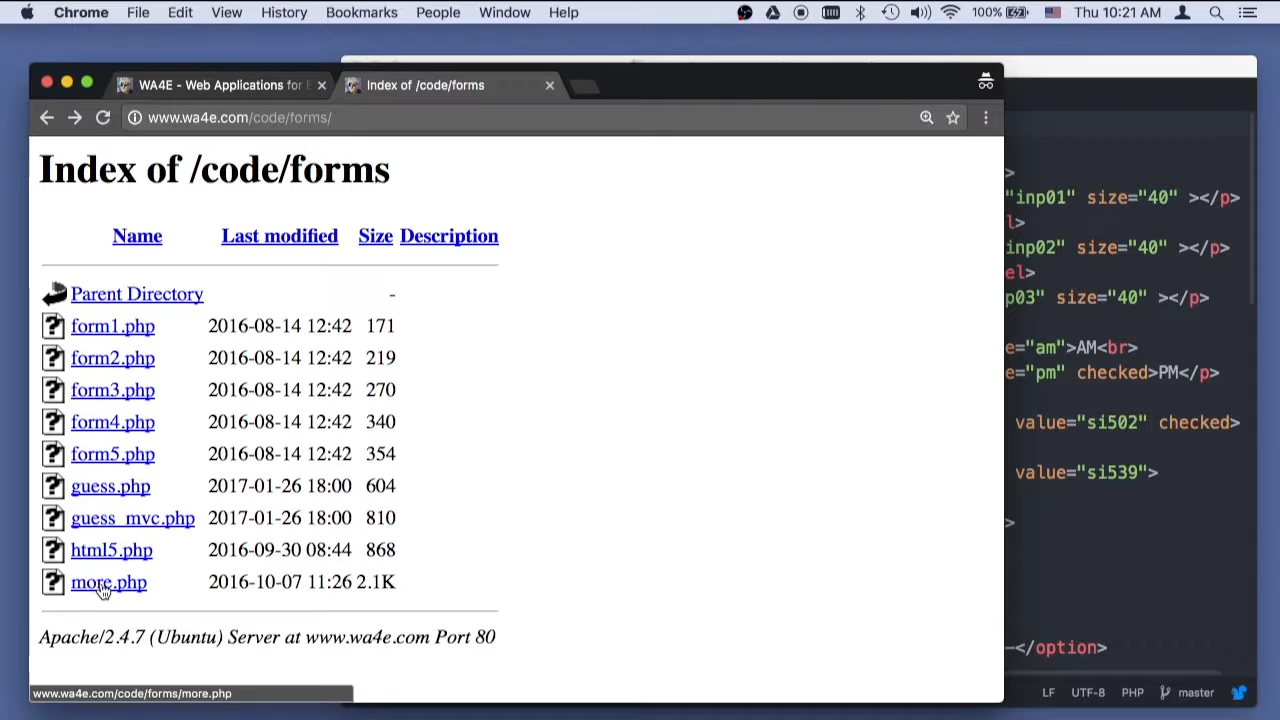 Chrome File Edit View History Bookmarks People Window Help 100% Thu 10:21 AM
WA4E - Web Applications for E
Index of /code/forms
www.wa4e.com/code/forms/
Index of /code/forms
Name Last modified Size Description
Parent Directory -
form1.php 2016-08-14 12:42 171
form2.php 2016-08-14 12:42 219
form3.php 2016-08-14 12:42 270
form4.php 2016-08-14 12:42 340
form5.php 2016-08-14 12:42 354
guess.php 2017-01-26 18:00 604
guess_mvc.php 2017-01-26 18:00 810
html5.php 2016-09-30 08:44 868
more.php 2016-10-07 11:26 2.1K
Apache/2.4.7 (Ubuntu) Server at www.wa4e.com Port 80
www.wa4e.com/code/forms/more.php
>
"inp01" size="40" ></p>
l>
inp02" size="40" ></p>
el>
p03" size="40" ></p>
e="am">AM<br>
e="pm" checked>PM</p>
value="si502" checked>
value="si539">
>
—</option>
LF UTF-8 PHP master